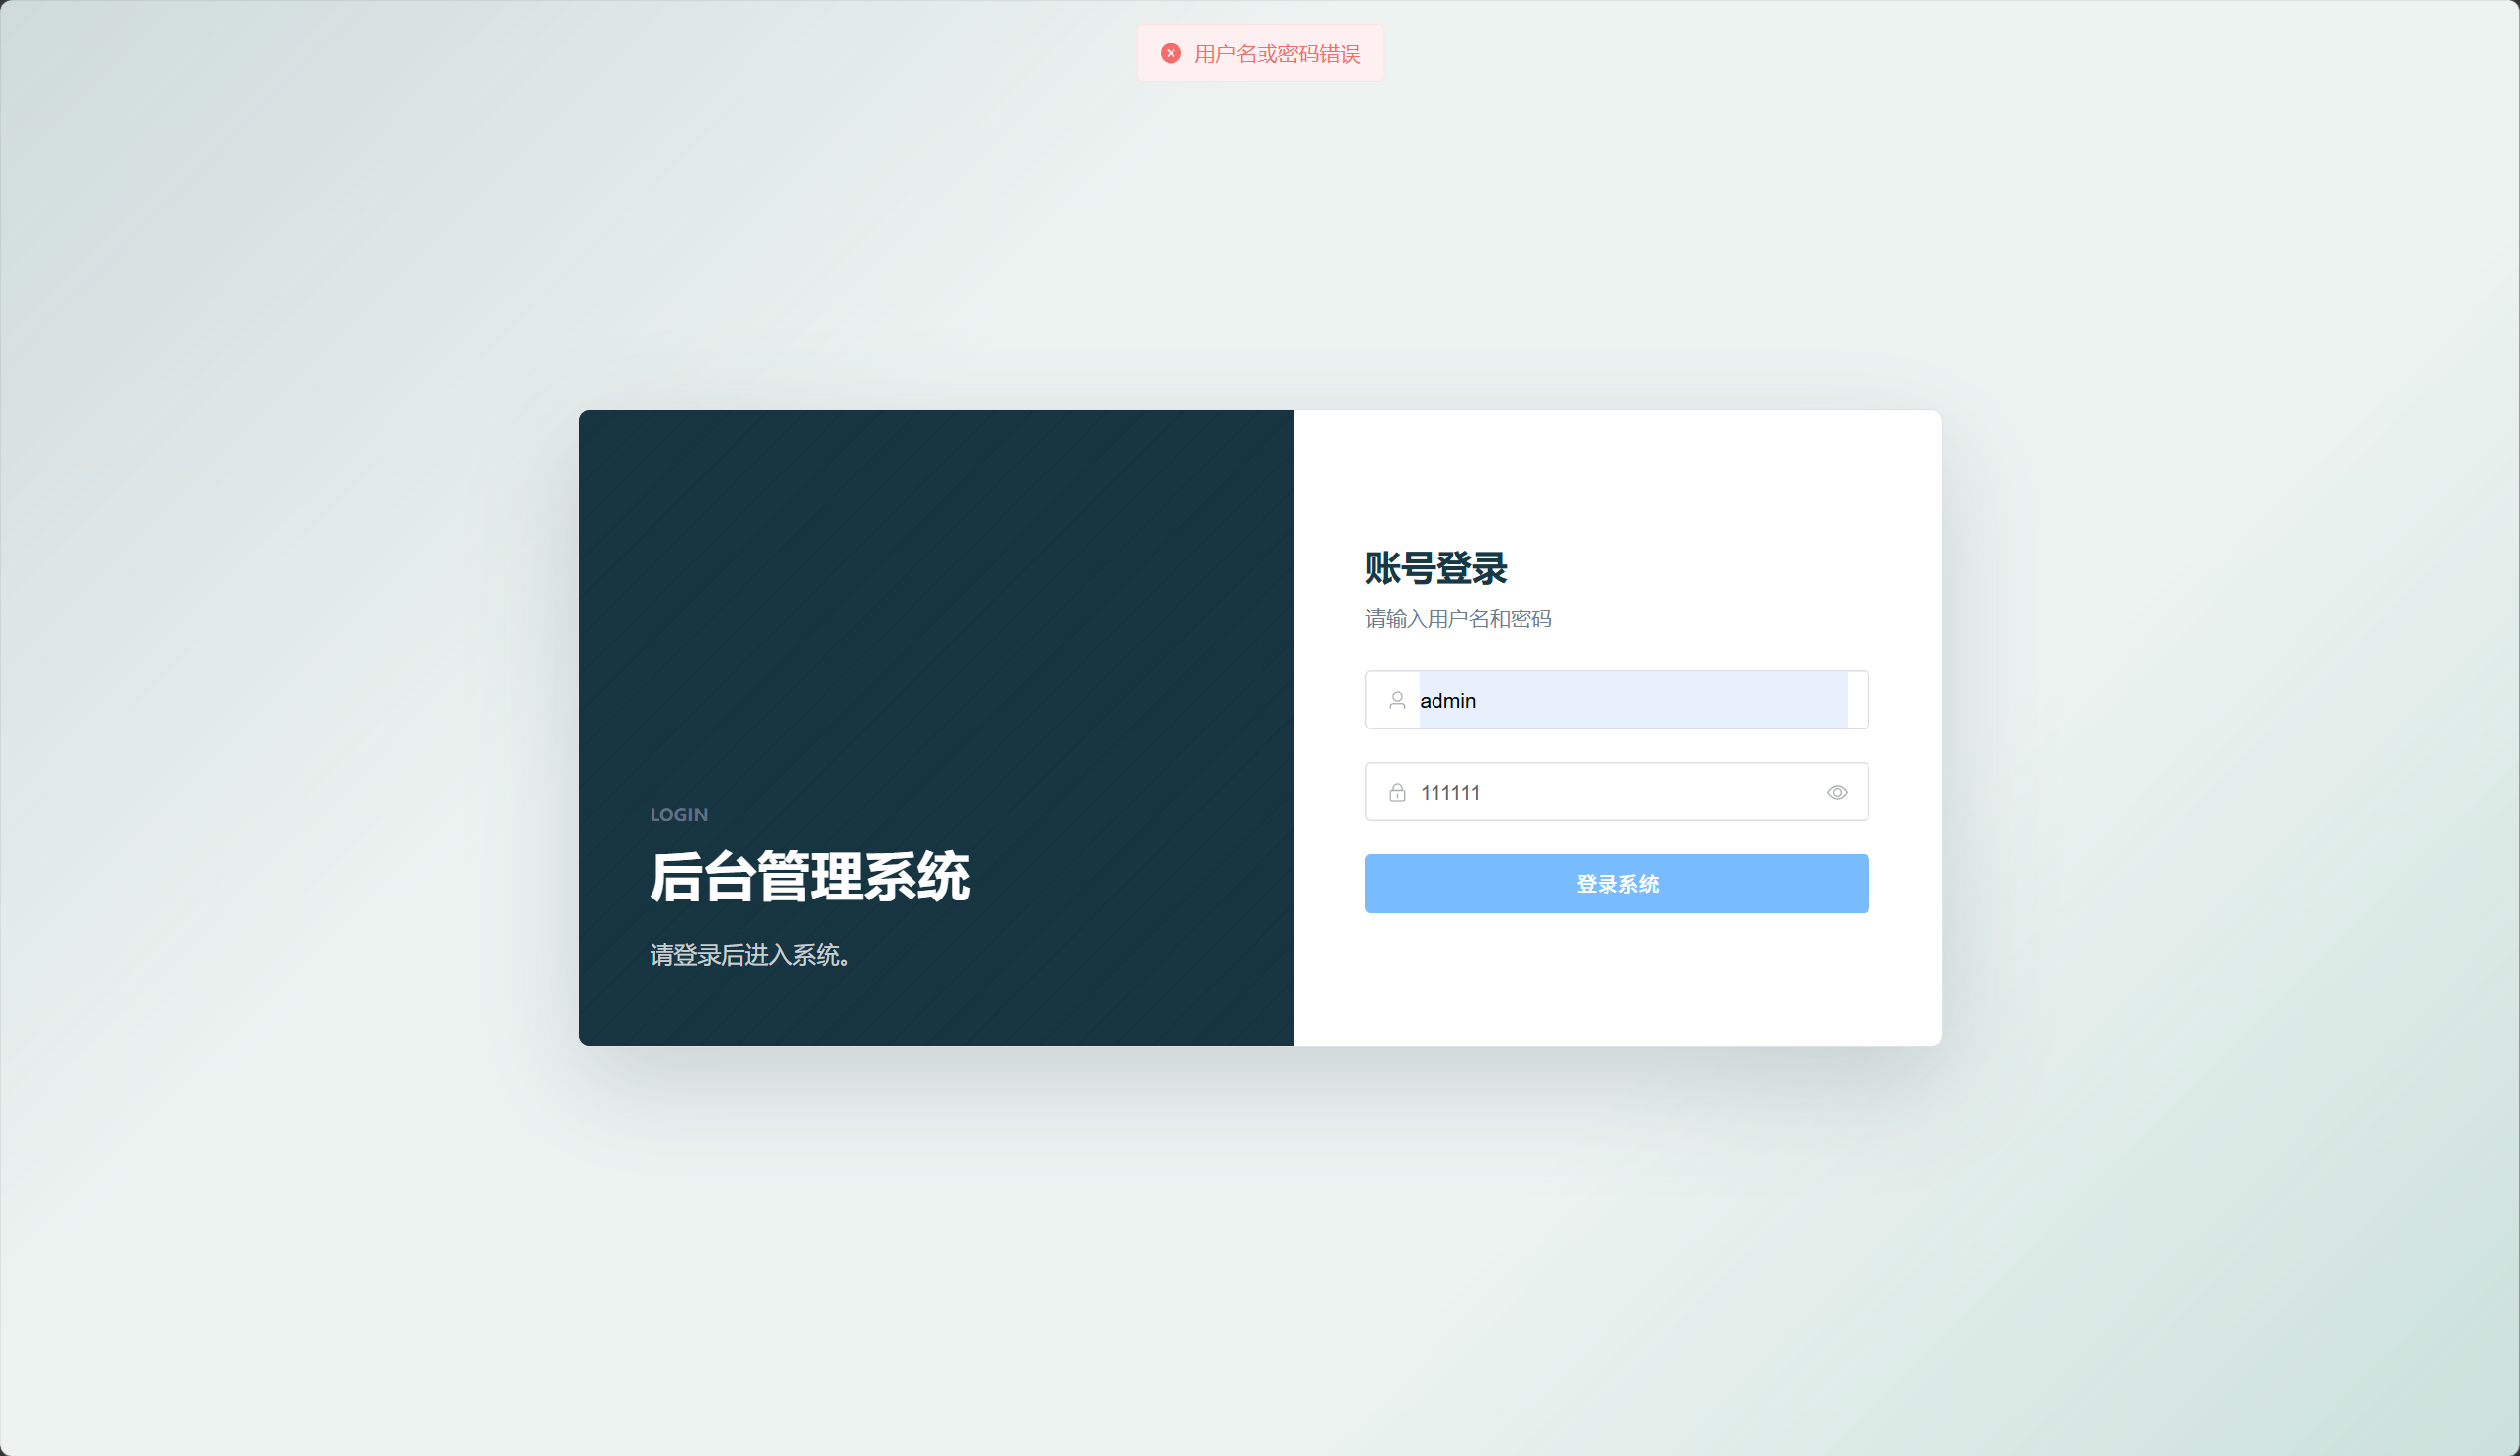 用户名或密码错误
LOGIN
后台管理系统
请登录后进入系统。
账号登录
请输入用户名和密码
admin
111111
登录系统